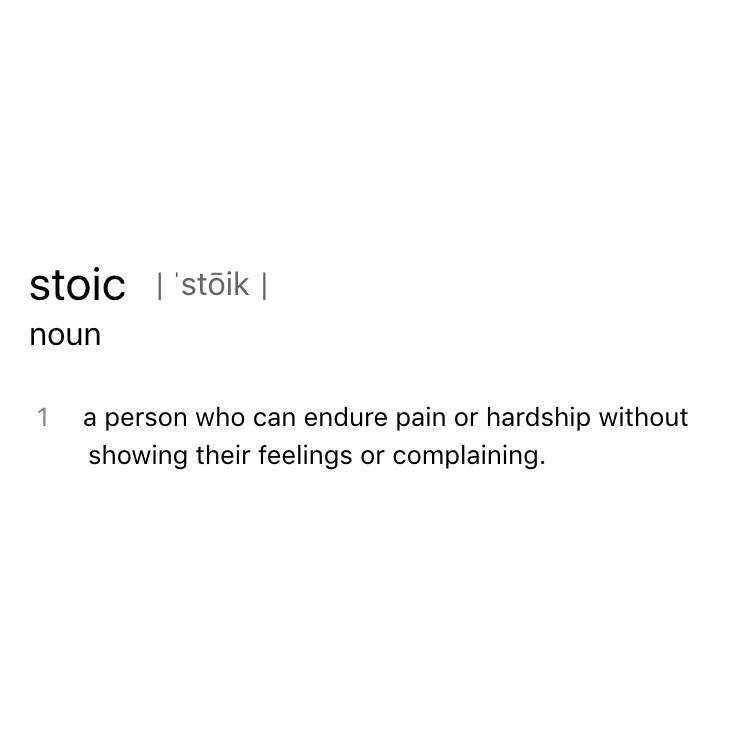 stoic | ˈstōik |
noun
1 a person who can endure pain or hardship without
showing their feelings or complaining.